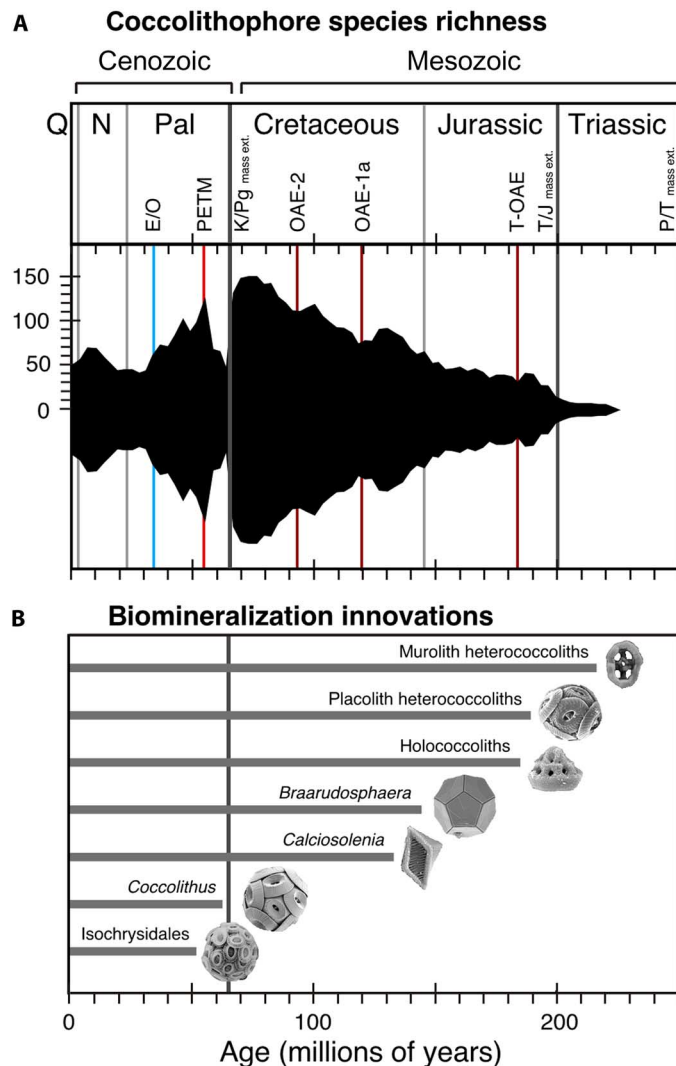 A Coccolithophore species richness
Cenozoic Mesozoic
Q N Pal Cretaceous Jurassic Triassic
E/O
PETM
K/Pg mass ext.
OAE-2
OAE-1a
T-OAE
T/J mass ext.
P/T mass ext.
150
100
50
0
B Biomineralization innovations
Murolith heterococcoliths
Placolith heterococcoliths
Holococcoliths
Braarudosphaera
Calciosolenia
Coccolithus
Isochrysidales
0 100 200
Age (millions of years)